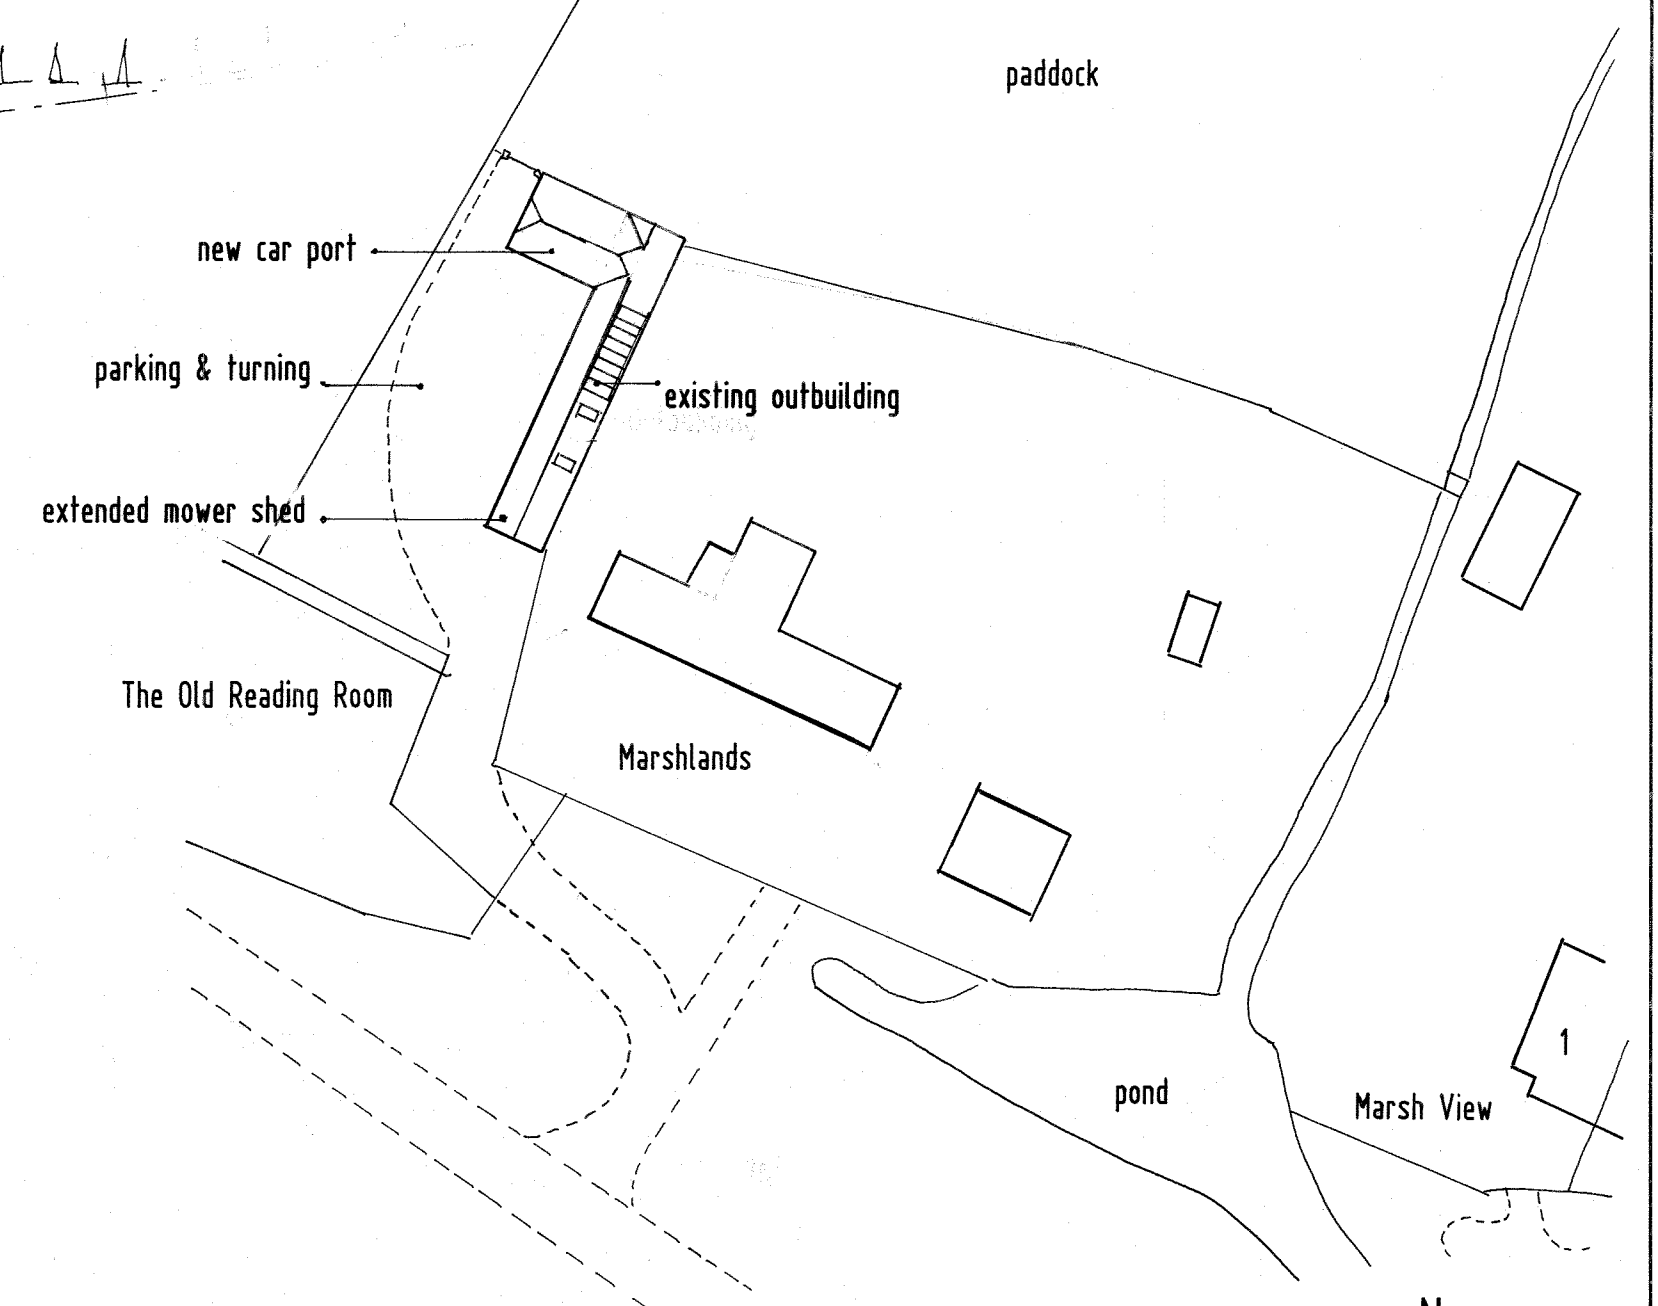 paddock
new car port
parking & turning
existing outbuilding
extended mower shed
The Old Reading Room
Marshlands
1
pond
Marsh View
N